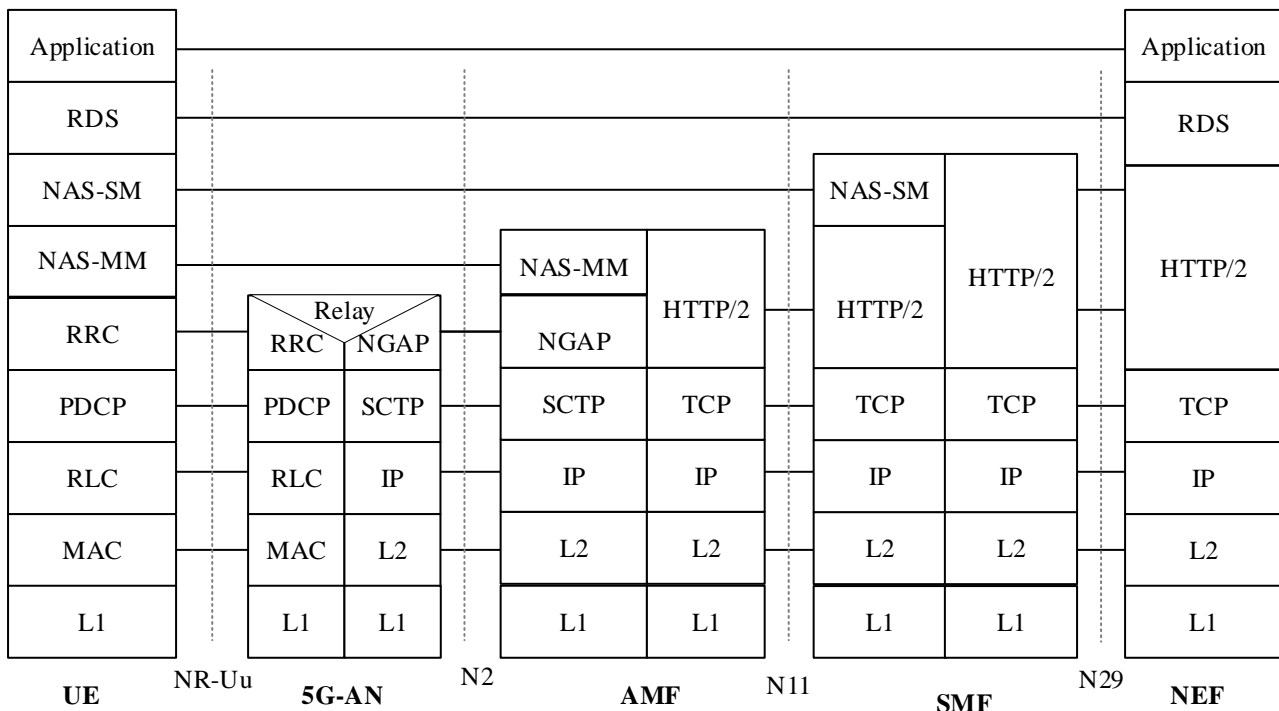 Application
Application
RDS
RDS
NAS-SM
NAS-SM
NAS-MM
NAS-MM
HTTP/2
HTTP/2
Relay
RRC
RRC
NGAP
NGAP
HTTP/2
HTTP/2
PDCP
PDCP
SCTP
SCTP
TCP
TCP
TCP
TCP
RLC
RLC
IP
IP
IP
IP
IP
IP
MAC
MAC
L2
L2
L2
L2
L2
L2
L1
L1
L1
L1
L1
L1
L1
L1
NR-Uu
N2
N11
N29
UE
5G-AN
AMF
SMF
NEF